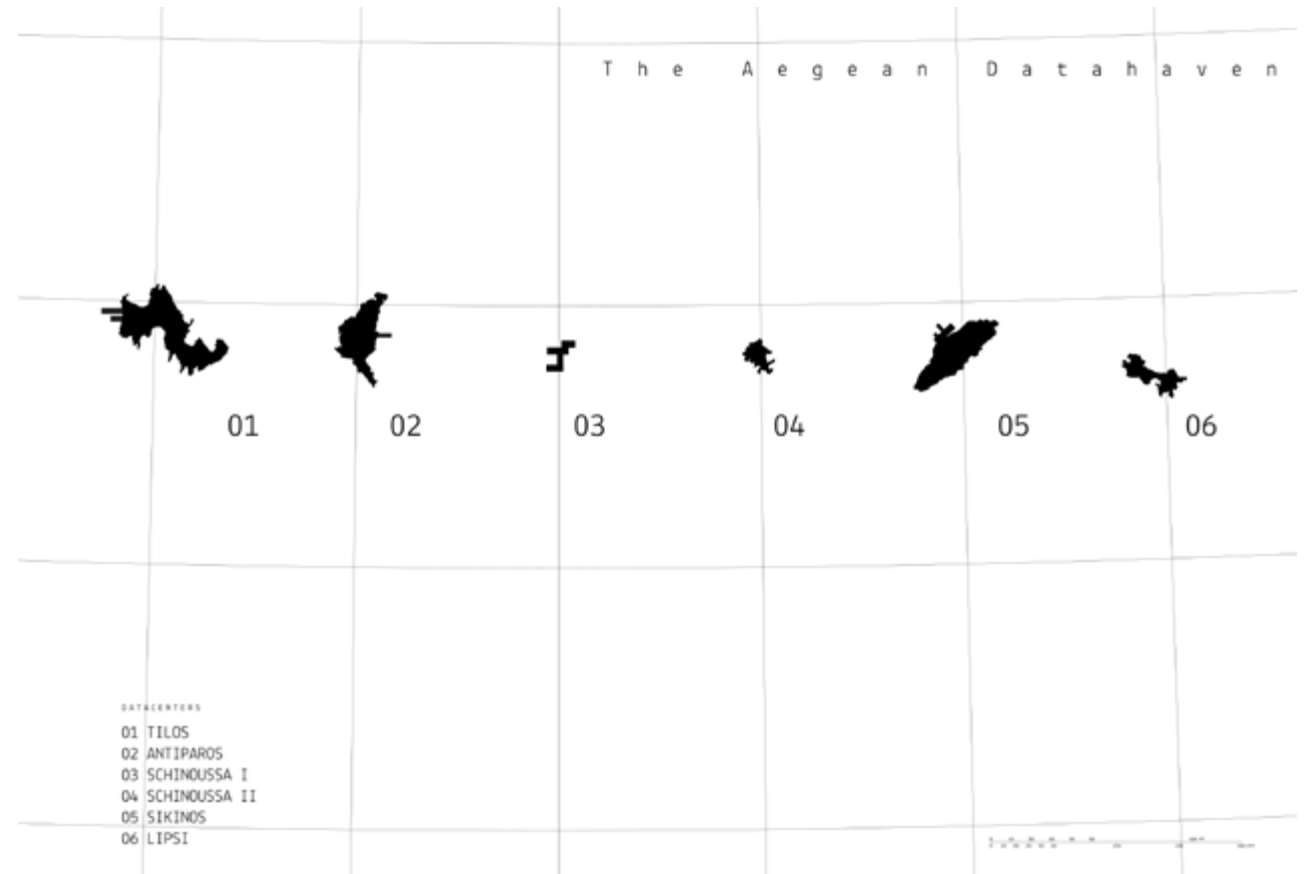 The Aegean Datahaven
01
02
03
04
05
06
DATACENTERS
01 TILOS
02 ANTIPAROS
03 SCHINOUSSA I
04 SCHINOUSSA II
05 SIKINOS
06 LIPSI